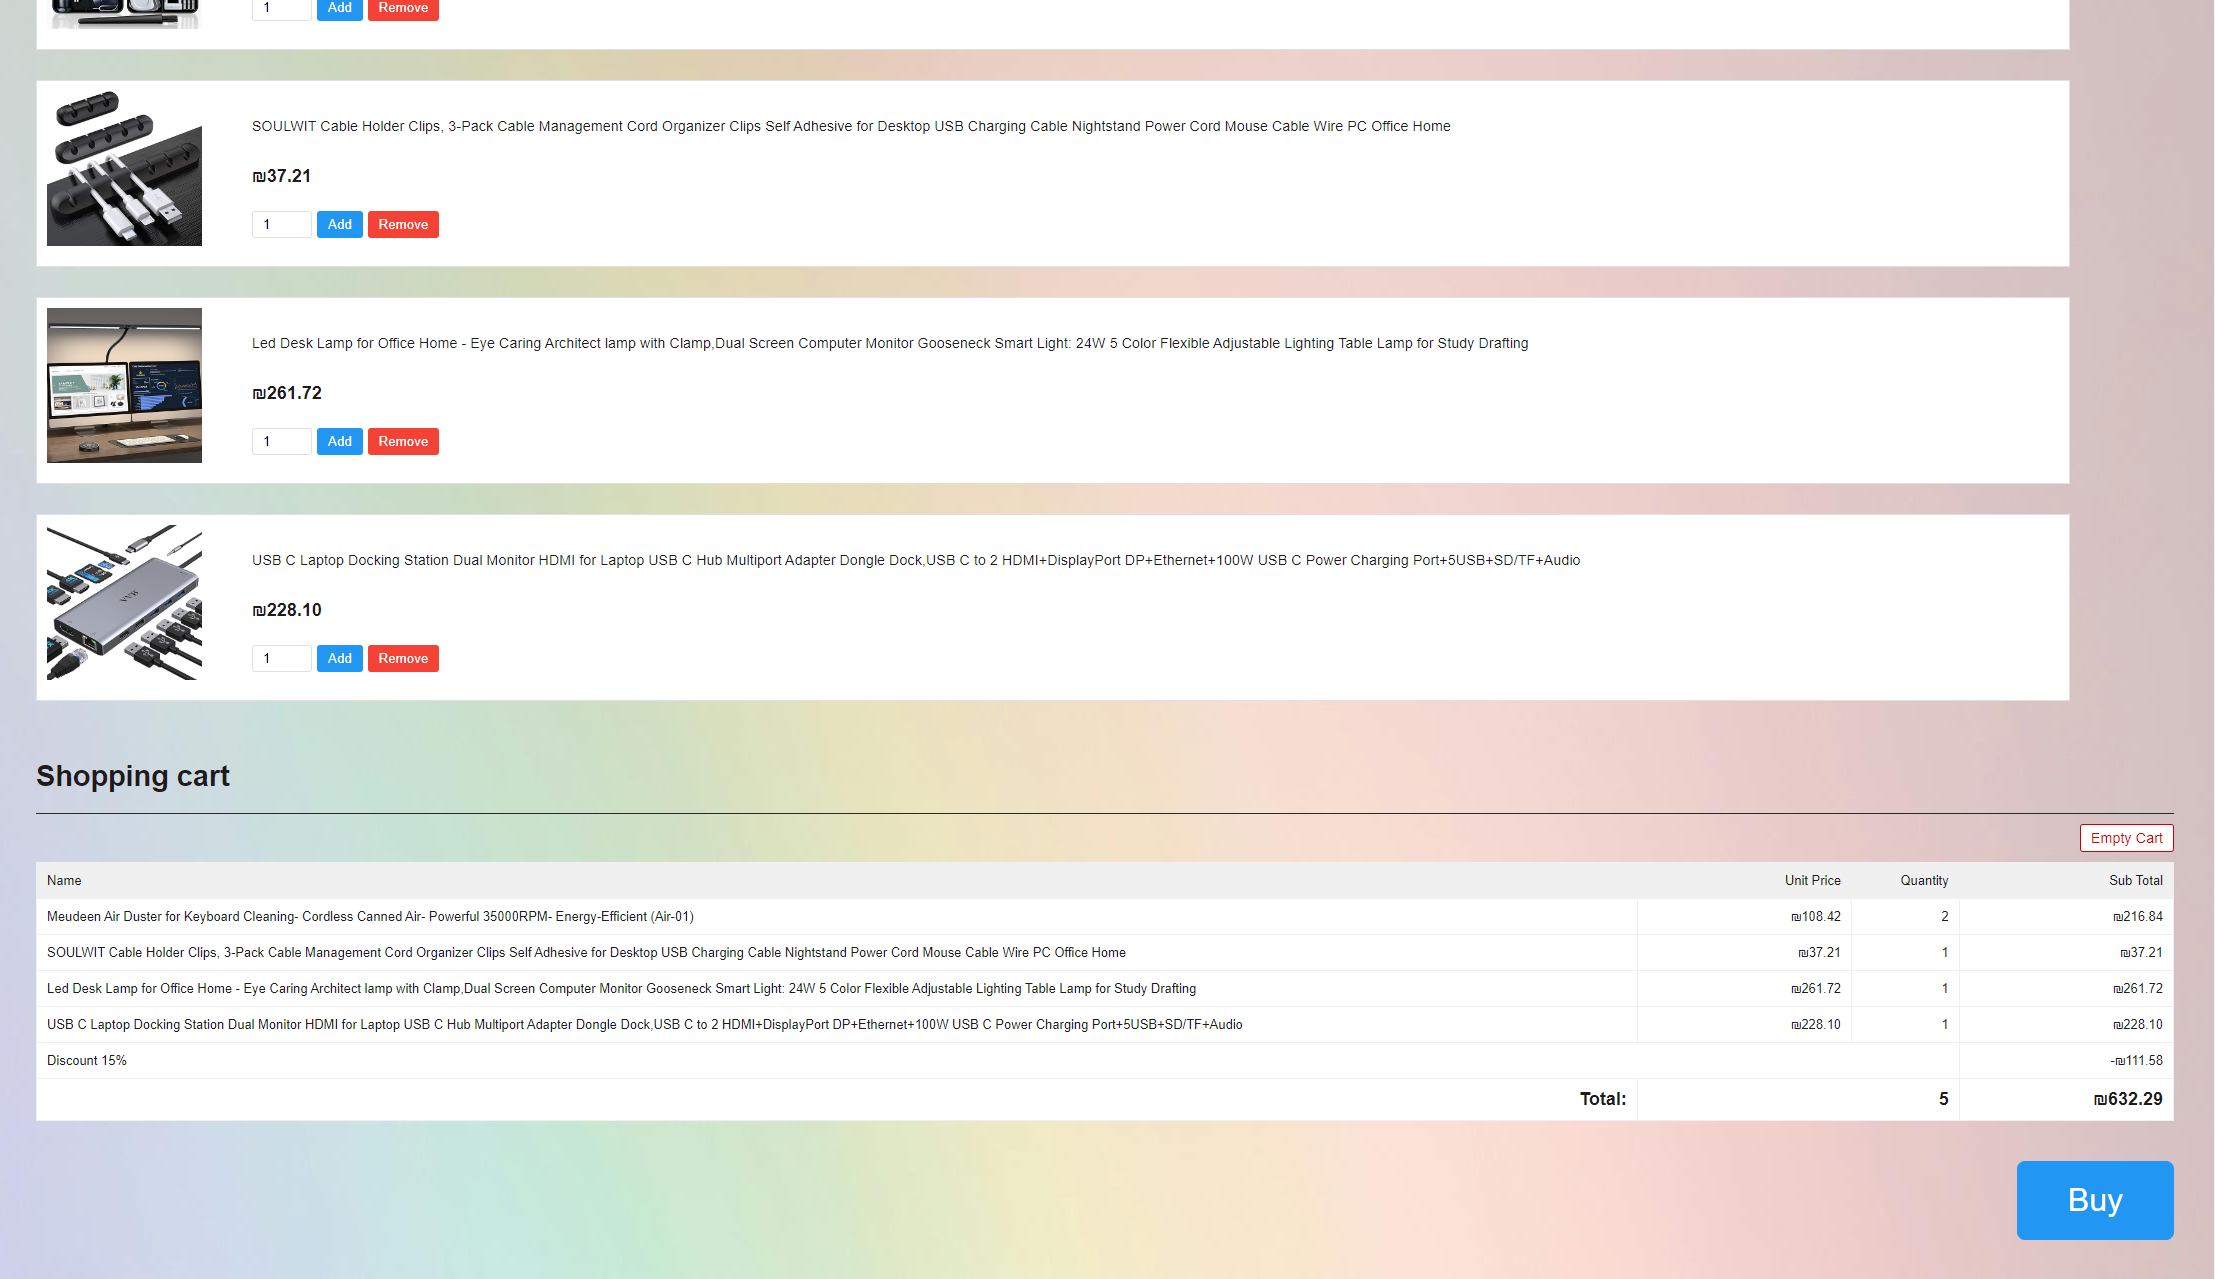 1 Add Remove
SOULWIT Cable Holder Clips, 3-Pack Cable Management Cord Organizer Clips Self Adhesive for Desktop USB Charging Cable Nightstand Power Cord Mouse Cable Wire PC Office Home
₪37.21
1 Add Remove
Led Desk Lamp for Office Home - Eye Caring Architect lamp with Clamp,Dual Screen Computer Monitor Gooseneck Smart Light: 24W 5 Color Flexible Adjustable Lighting Table Lamp for Study Drafting
₪261.72
1 Add Remove
USB C Laptop Docking Station Dual Monitor HDMI for Laptop USB C Hub Multiport Adapter Dongle Dock,USB C to 2 HDMI+DisplayPort DP+Ethernet+100W USB C Power Charging Port+5USB+SD/TF+Audio
₪228.10
1 Add Remove
Shopping cart
Empty Cart
Name Unit Price Quantity Sub Total
Meudeen Air Duster for Keyboard Cleaning- Cordless Canned Air- Powerful 35000RPM- Energy-Efficient (Air-01) ₪108.42 2 ₪216.84
SOULWIT Cable Holder Clips, 3-Pack Cable Management Cord Organizer Clips Self Adhesive for Desktop USB Charging Cable Nightstand Power Cord Mouse Cable Wire PC Office Home ₪37.21 1 ₪37.21
Led Desk Lamp for Office Home - Eye Caring Architect lamp with Clamp,Dual Screen Computer Monitor Gooseneck Smart Light: 24W 5 Color Flexible Adjustable Lighting Table Lamp for Study Drafting ₪261.72 1 ₪261.72
USB C Laptop Docking Station Dual Monitor HDMI for Laptop USB C Hub Multiport Adapter Dongle Dock,USB C to 2 HDMI+DisplayPort DP+Ethernet+100W USB C Power Charging Port+5USB+SD/TF+Audio ₪228.10 1 ₪228.10
Discount 15% -₪111.58
Total: 5 ₪632.29
Buy